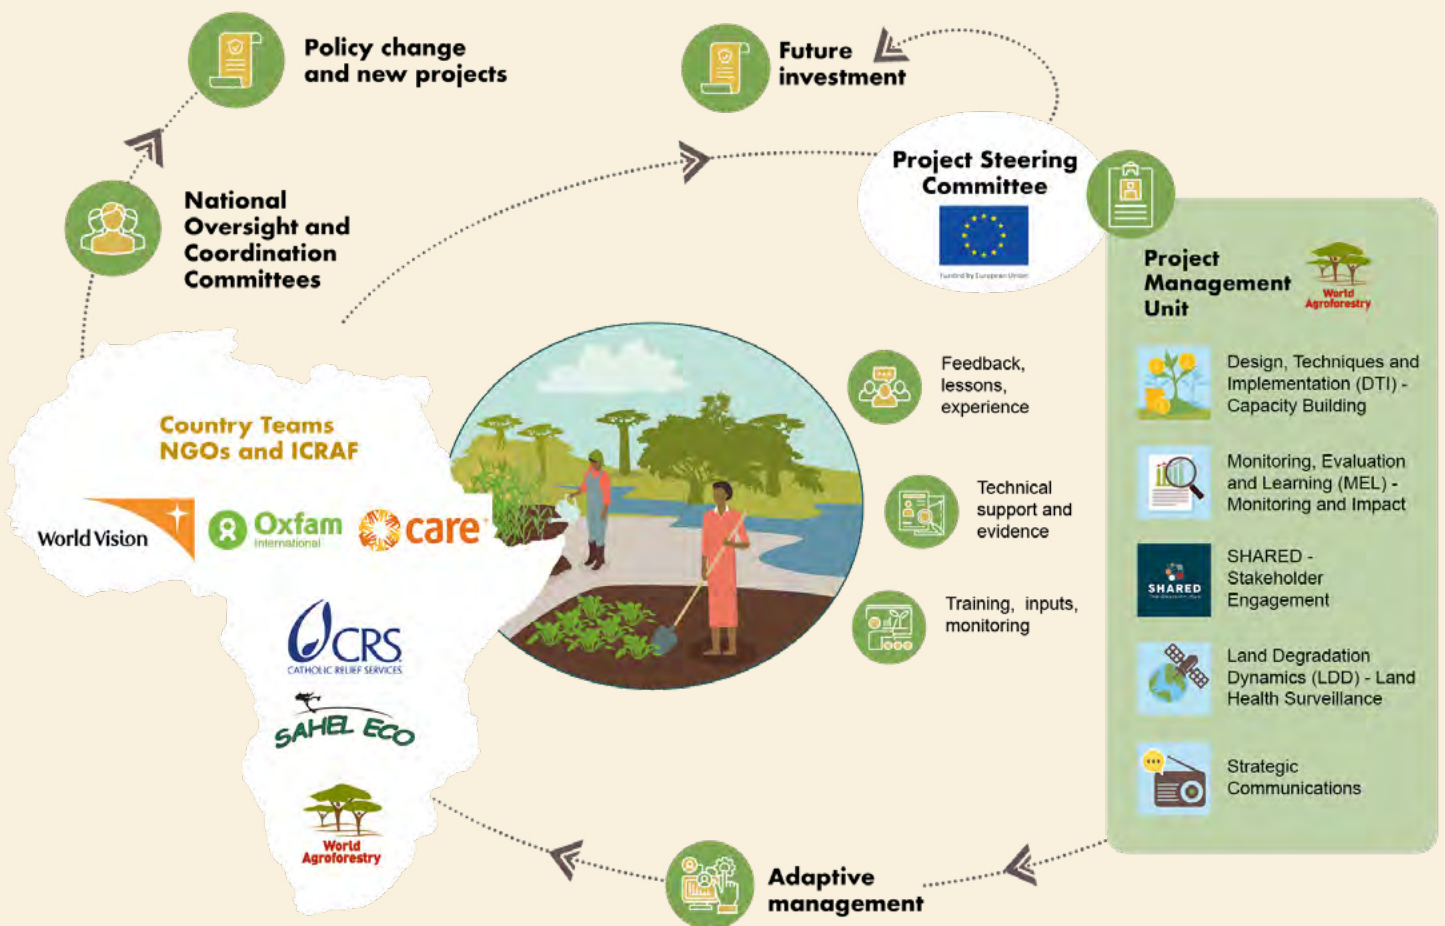 Policy change
and new projects
Future
investment
National
Oversight and
Coordination
Committees
Project Steering
Committee
Funded by European Union
Project
Management
Unit
World
Agroforestry
Design, Techniques and
Implementation (DTI) -
Capacity Building
Monitoring, Evaluation
and Learning (MEL) -
Monitoring and Impact
SHARED
SHARED -
Stakeholder
Engagement
Land Degradation
Dynamics (LDD) - Land
Health Surveillance
Strategic
Communications
Feedback,
lessons,
experience
Technical
support and
evidence
Training, inputs,
monitoring
Country Teams
NGOs and ICRAF
World Vision
Oxfam
International
care
CRS
CATHOLIC RELIEF SERVICES
SAHEL ECO
World
Agroforestry
Adaptive
management